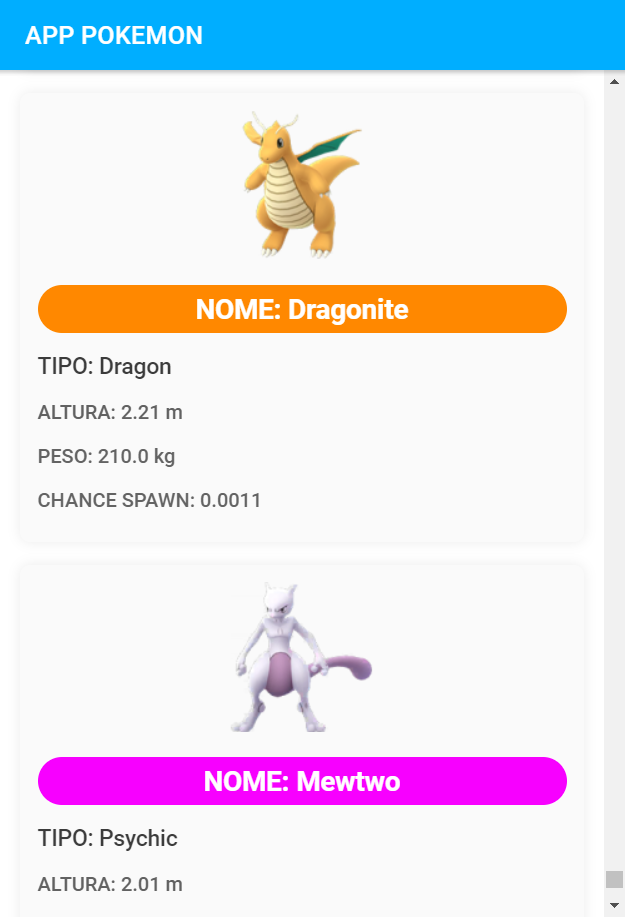 APP POKEMON
NOME: Dragonite
TIPO: Dragon
ALTURA: 2.21 m
PESO: 210.0 kg
CHANCE SPAWN: 0.0011
NOME: Mewtwo
TIPO: Psychic
ALTURA: 2.01 m